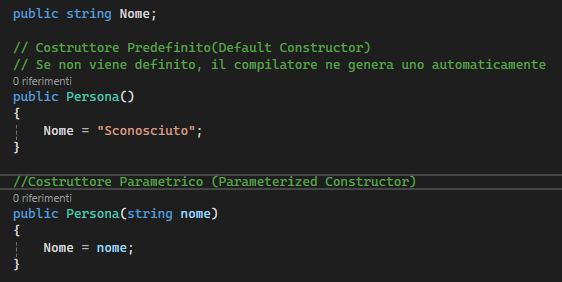 public string Nome;
// Costruttore Predefinito(Default Constructor)
// Se non viene definito, il compilatore ne genera uno automaticamente
0 riferimenti
public Persona()
{
Nome = "Sconosciuto";
}
//Costruttore Parametrico (Parameterized Constructor)
0 riferimenti
public Persona(string nome)
{
Nome = nome;
}